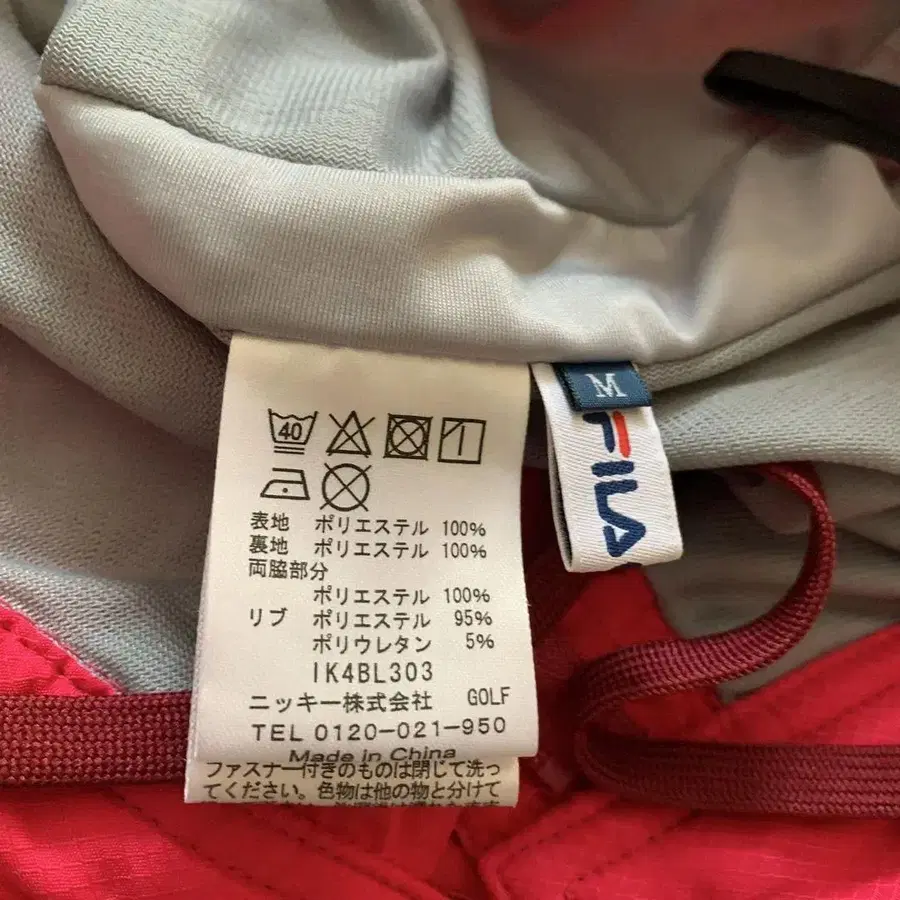 M
FILA
40
表地 ポリエステル 100%
裏地 ポリエステル 100%
両脇部分
ポリエステル 100%
リブ ポリエステル 95%
ポリウレタン 5%
IK4BL303
ニッキー株式会社 GOLF
TEL 0120-021-950
Made in China
ファスナー付きのものは閉じて洗っ
てください。色物は他の物と分けて